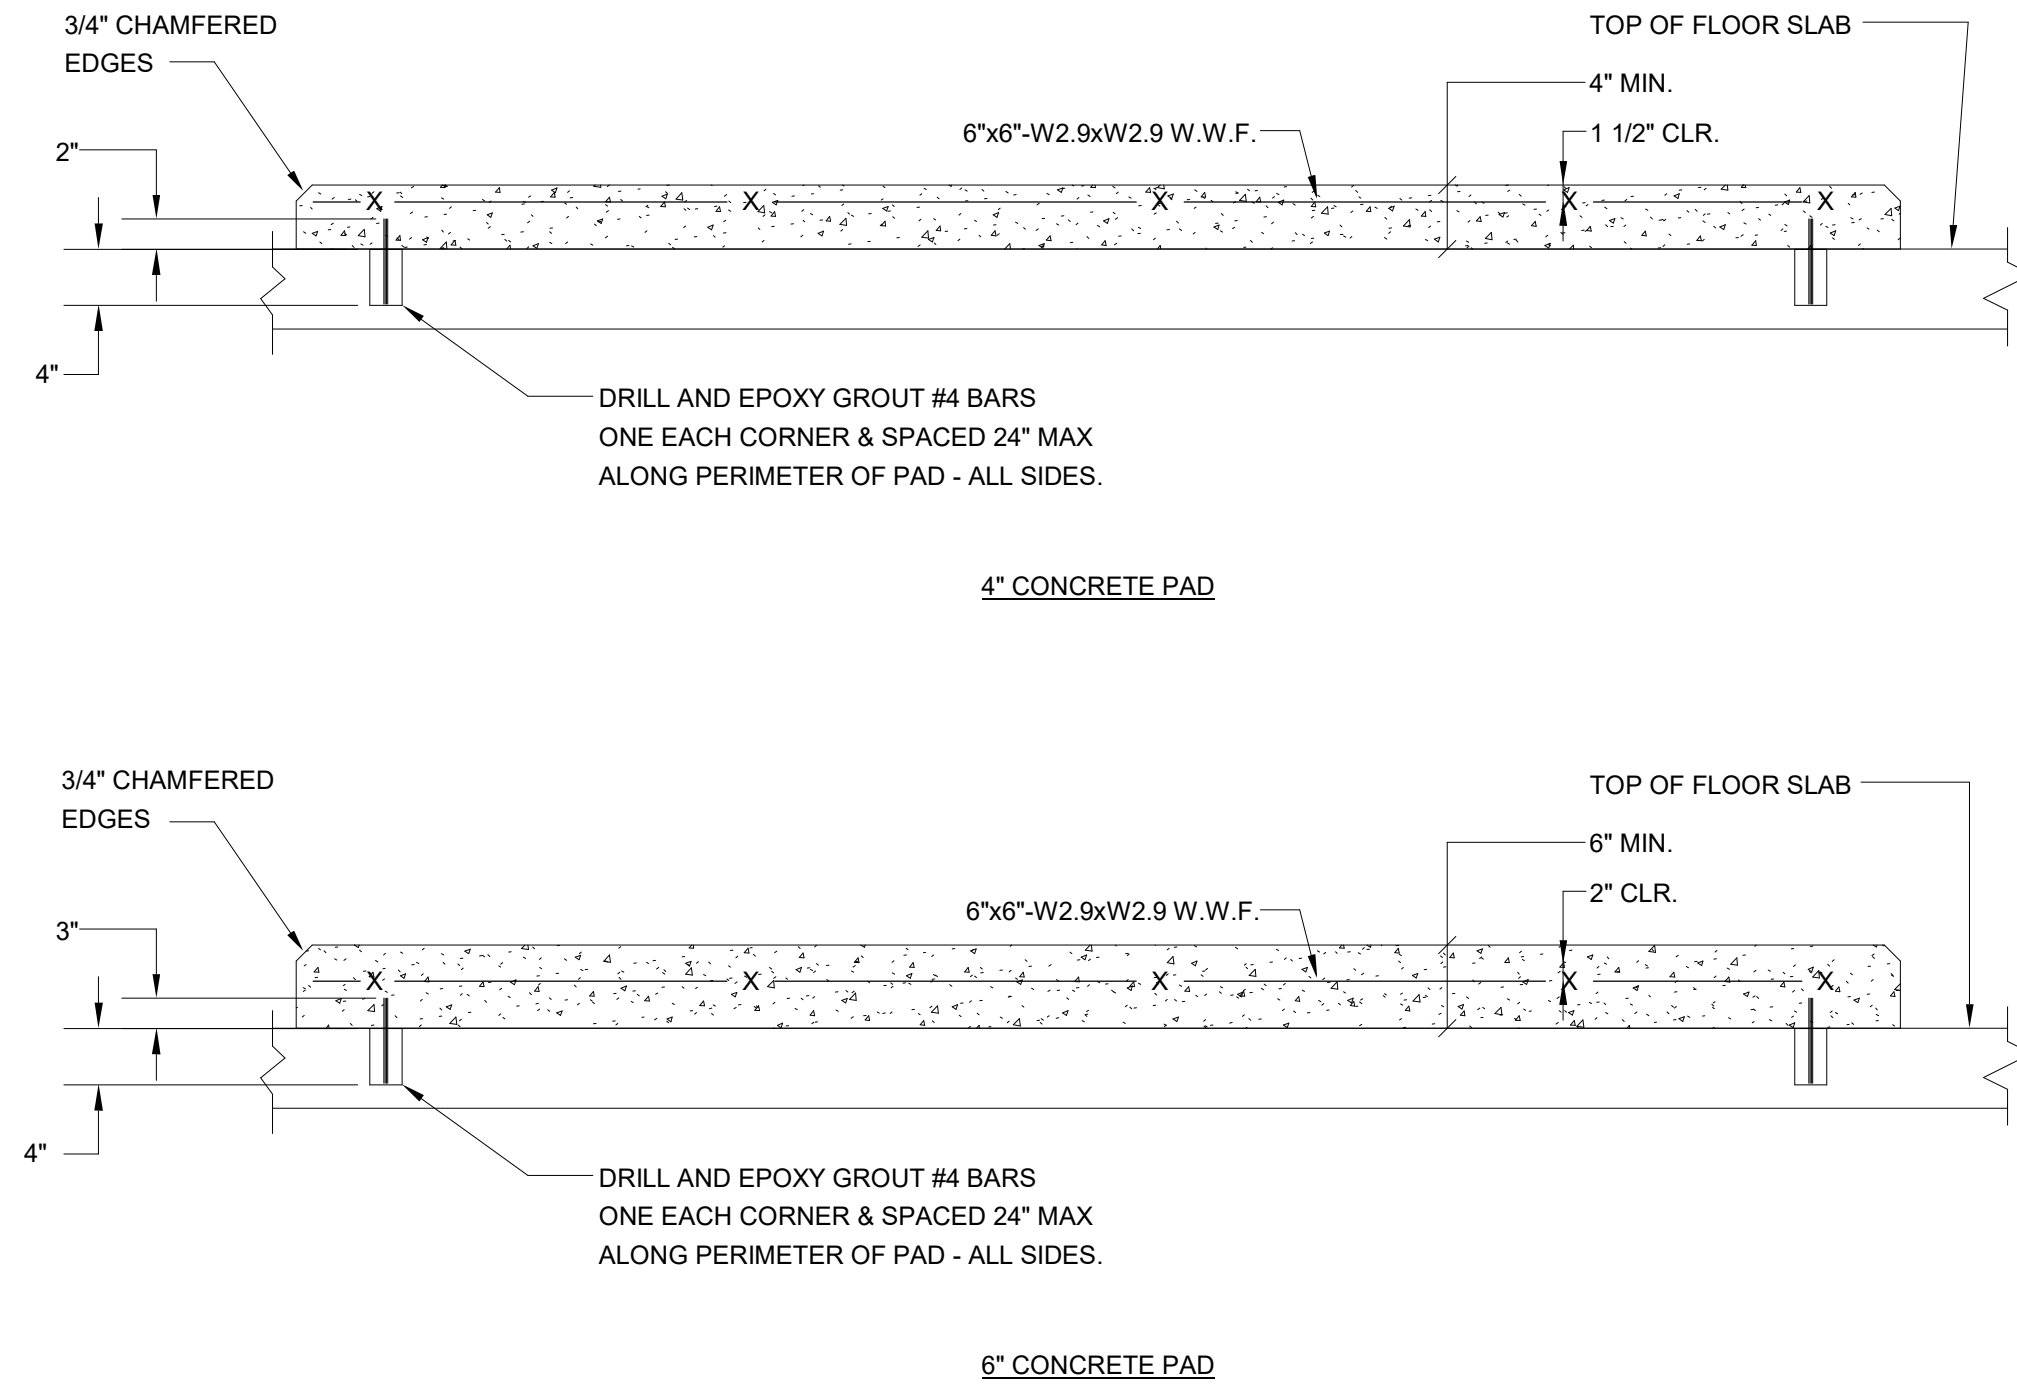 3/4" CHAMFERED
EDGES
TOP OF FLOOR SLAB
4" MIN.
6"x6"-W2.9xW2.9 W.W.F.
1 1/2" CLR.
2"
X X X X X
4"
DRILL AND EPOXY GROUT #4 BARS
ONE EACH CORNER & SPACED 24" MAX
ALONG PERIMETER OF PAD - ALL SIDES.
4" CONCRETE PAD
3/4" CHAMFERED
EDGES
TOP OF FLOOR SLAB
6" MIN.
2" CLR.
6"x6"-W2.9xW2.9 W.W.F.
3"
X X X X X
4"
DRILL AND EPOXY GROUT #4 BARS
ONE EACH CORNER & SPACED 24" MAX
ALONG PERIMETER OF PAD - ALL SIDES.
6" CONCRETE PAD